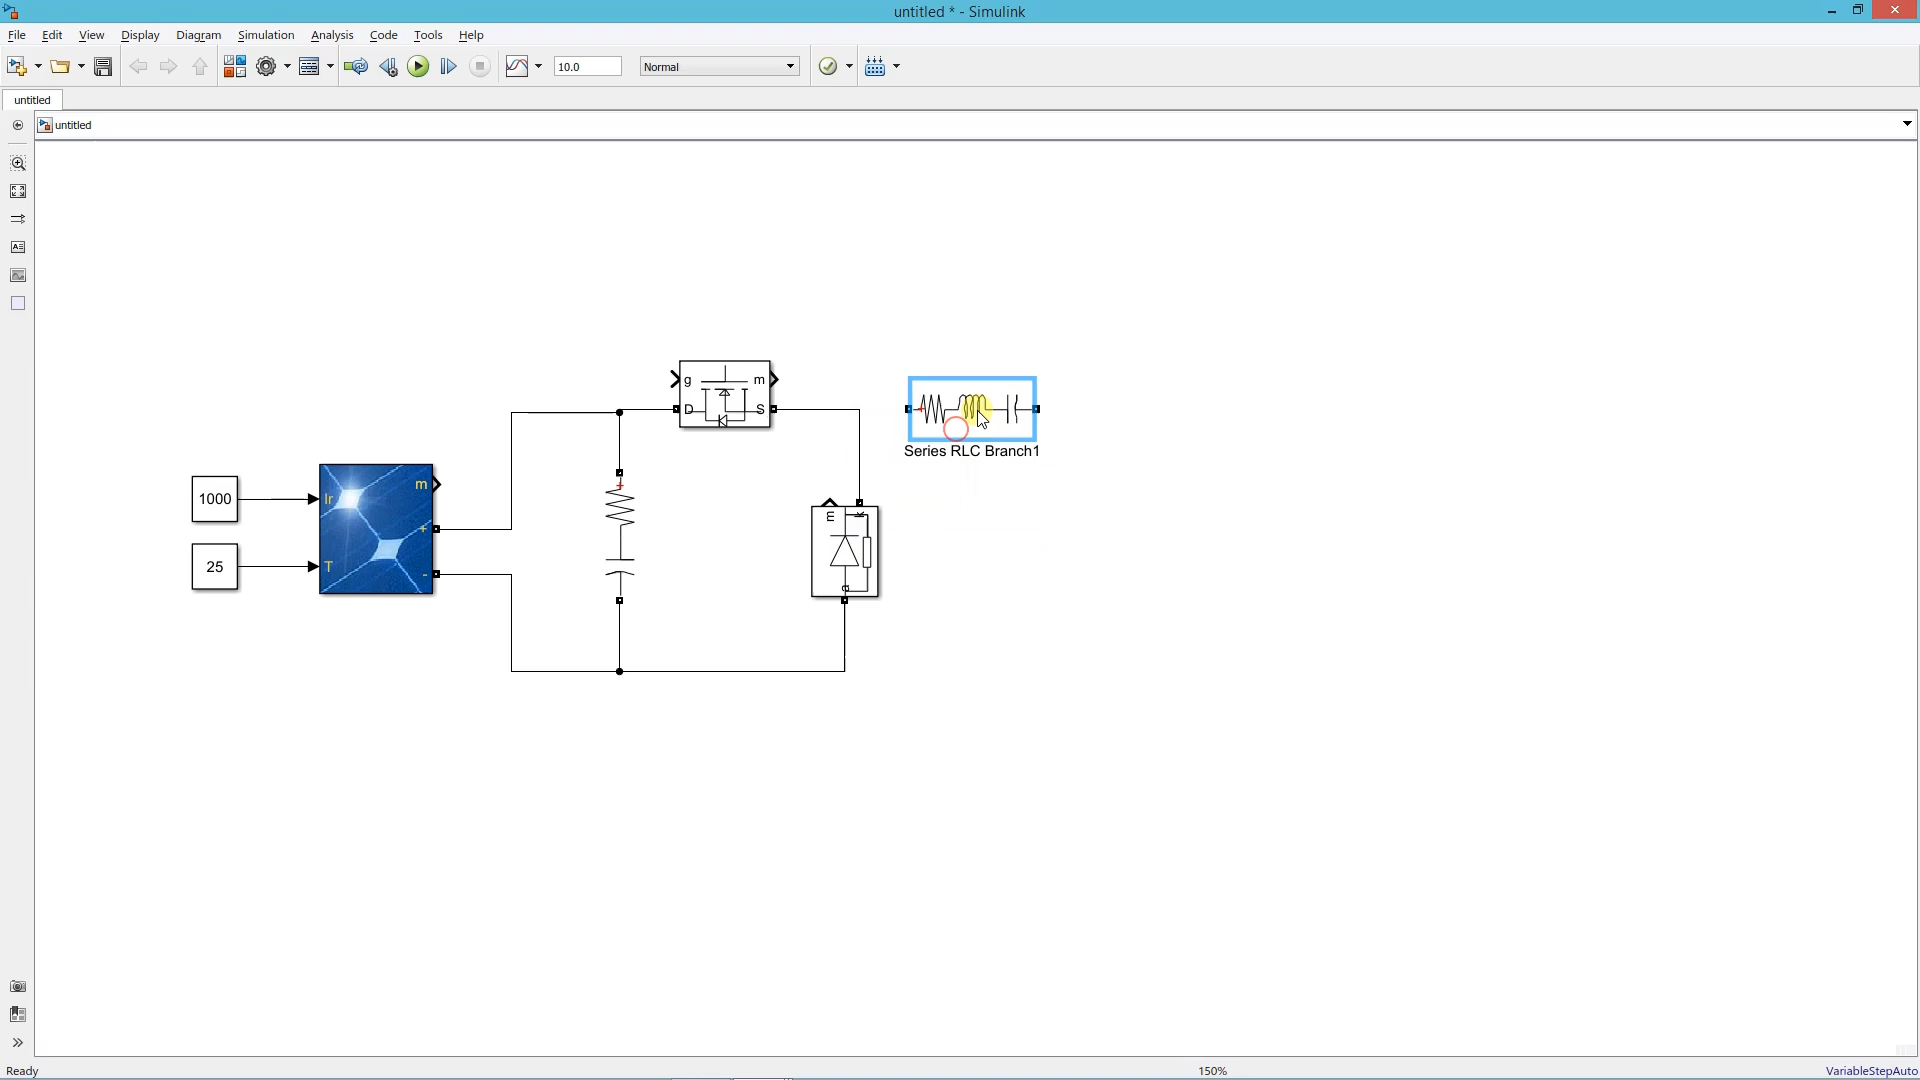 untitled * - Simulink
File Edit View Display Diagram Simulation Analysis Code Tools Help
10.0 Normal
untitled
untitled
g m
D S
Series RLC Branch1
1000 Ir m
+
25 T -
m k
a
+
+
Ready 150% VariableStepAuto